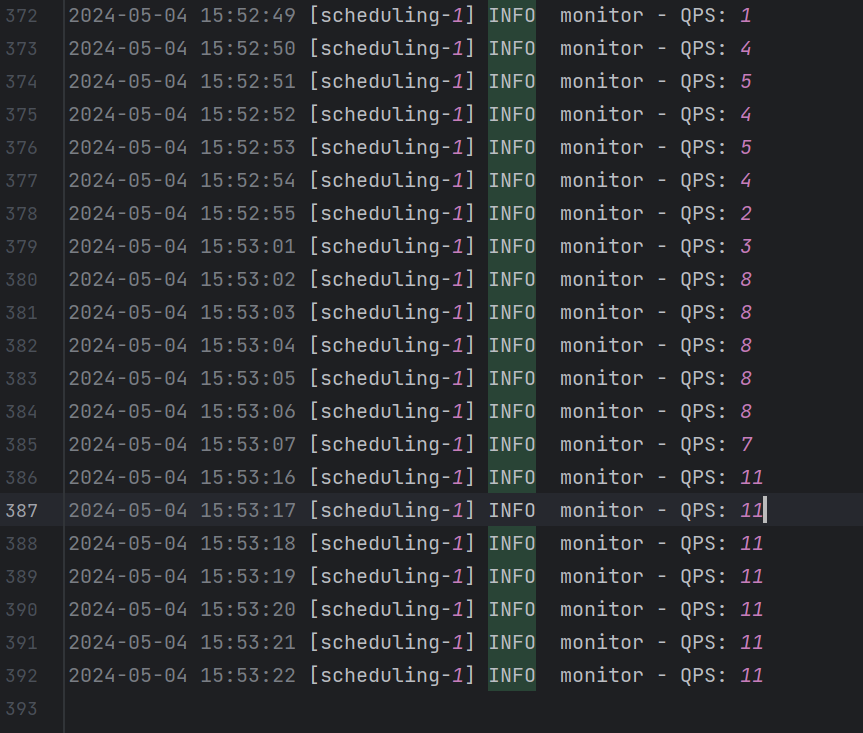 372 2024-05-04 15:52:49 [scheduling-1] INFO  monitor - QPS: 1
373 2024-05-04 15:52:50 [scheduling-1] INFO  monitor - QPS: 4
374 2024-05-04 15:52:51 [scheduling-1] INFO  monitor - QPS: 5
375 2024-05-04 15:52:52 [scheduling-1] INFO  monitor - QPS: 4
376 2024-05-04 15:52:53 [scheduling-1] INFO  monitor - QPS: 5
377 2024-05-04 15:52:54 [scheduling-1] INFO  monitor - QPS: 4
378 2024-05-04 15:52:55 [scheduling-1] INFO  monitor - QPS: 2
379 2024-05-04 15:53:01 [scheduling-1] INFO  monitor - QPS: 3
380 2024-05-04 15:53:02 [scheduling-1] INFO  monitor - QPS: 8
381 2024-05-04 15:53:03 [scheduling-1] INFO  monitor - QPS: 8
382 2024-05-04 15:53:04 [scheduling-1] INFO  monitor - QPS: 8
383 2024-05-04 15:53:05 [scheduling-1] INFO  monitor - QPS: 8
384 2024-05-04 15:53:06 [scheduling-1] INFO  monitor - QPS: 8
385 2024-05-04 15:53:07 [scheduling-1] INFO  monitor - QPS: 7
386 2024-05-04 15:53:16 [scheduling-1] INFO  monitor - QPS: 11
387 2024-05-04 15:53:17 [scheduling-1] INFO  monitor - QPS: 11
388 2024-05-04 15:53:18 [scheduling-1] INFO  monitor - QPS: 11
389 2024-05-04 15:53:19 [scheduling-1] INFO  monitor - QPS: 11
390 2024-05-04 15:53:20 [scheduling-1] INFO  monitor - QPS: 11
391 2024-05-04 15:53:21 [scheduling-1] INFO  monitor - QPS: 11
392 2024-05-04 15:53:22 [scheduling-1] INFO  monitor - QPS: 11
393